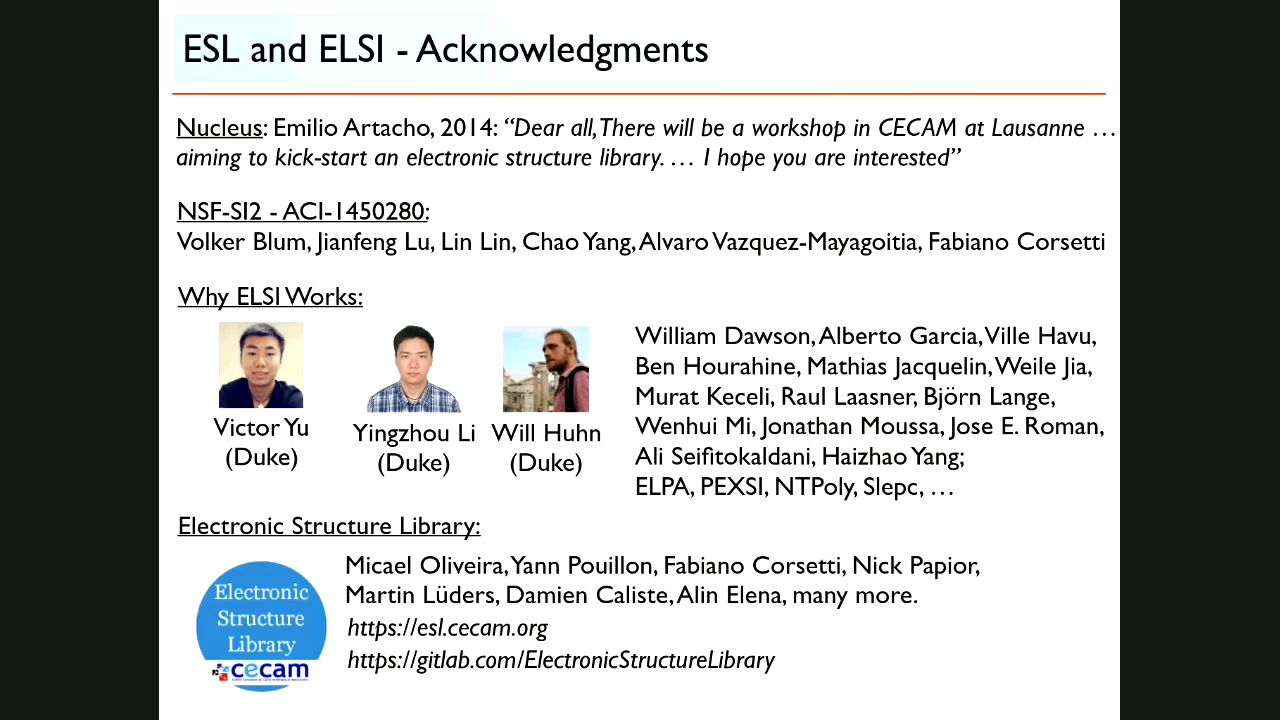 ESL and ELSI - Acknowledgments
Nucleus: Emilio Artacho, 2014: “Dear all, There will be a workshop in CECAM at Lausanne …
aiming to kick-start an electronic structure library. … I hope you are interested”
NSF-SI2 - ACI-1450280:
Volker Blum, Jianfeng Lu, Lin Lin, Chao Yang, Alvaro Vazquez-Mayagoitia, Fabiano Corsetti
Why ELSI Works:
Victor Yu
(Duke)
Yingzhou Li
(Duke)
Will Huhn
(Duke)
William Dawson, Alberto Garcia, Ville Havu,
Ben Hourahine, Mathias Jacquelin, Weile Jia,
Murat Keceli, Raul Laasner, Björn Lange,
Wenhui Mi, Jonathan Moussa, Jose E. Roman,
Ali Seifitokaldani, Haizhao Yang;
ELPA, PEXSI, NTPoly, Slepc, …
Electronic Structure Library:
Electronic
Structure
Library
cecam
Micael Oliveira, Yann Pouillon, Fabiano Corsetti, Nick Papior,
Martin Lüders, Damien Caliste, Alin Elena, many more.
https://esl.cecam.org
https://gitlab.com/ElectronicStructureLibrary